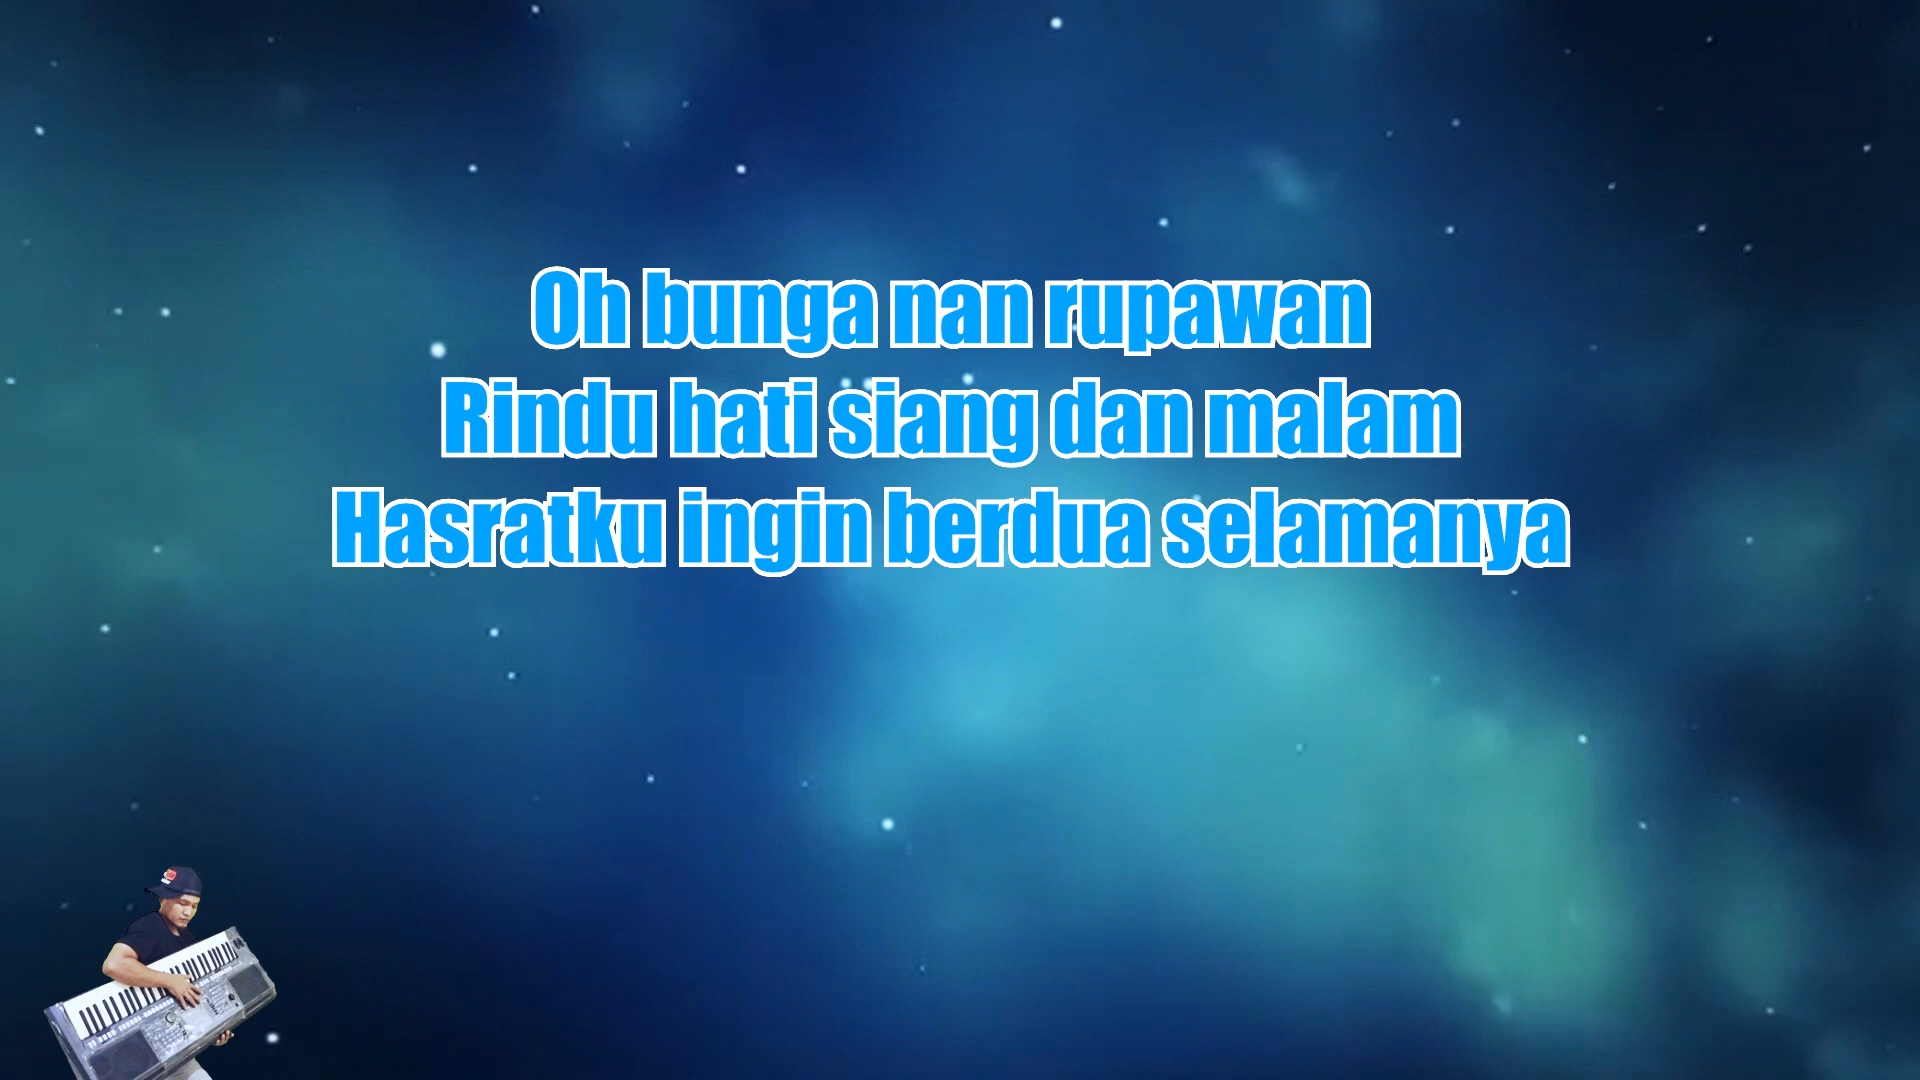 Oh bunga nan rupawan
Rindu hati siang dan malam
Hasratku ingin berdua selamanya